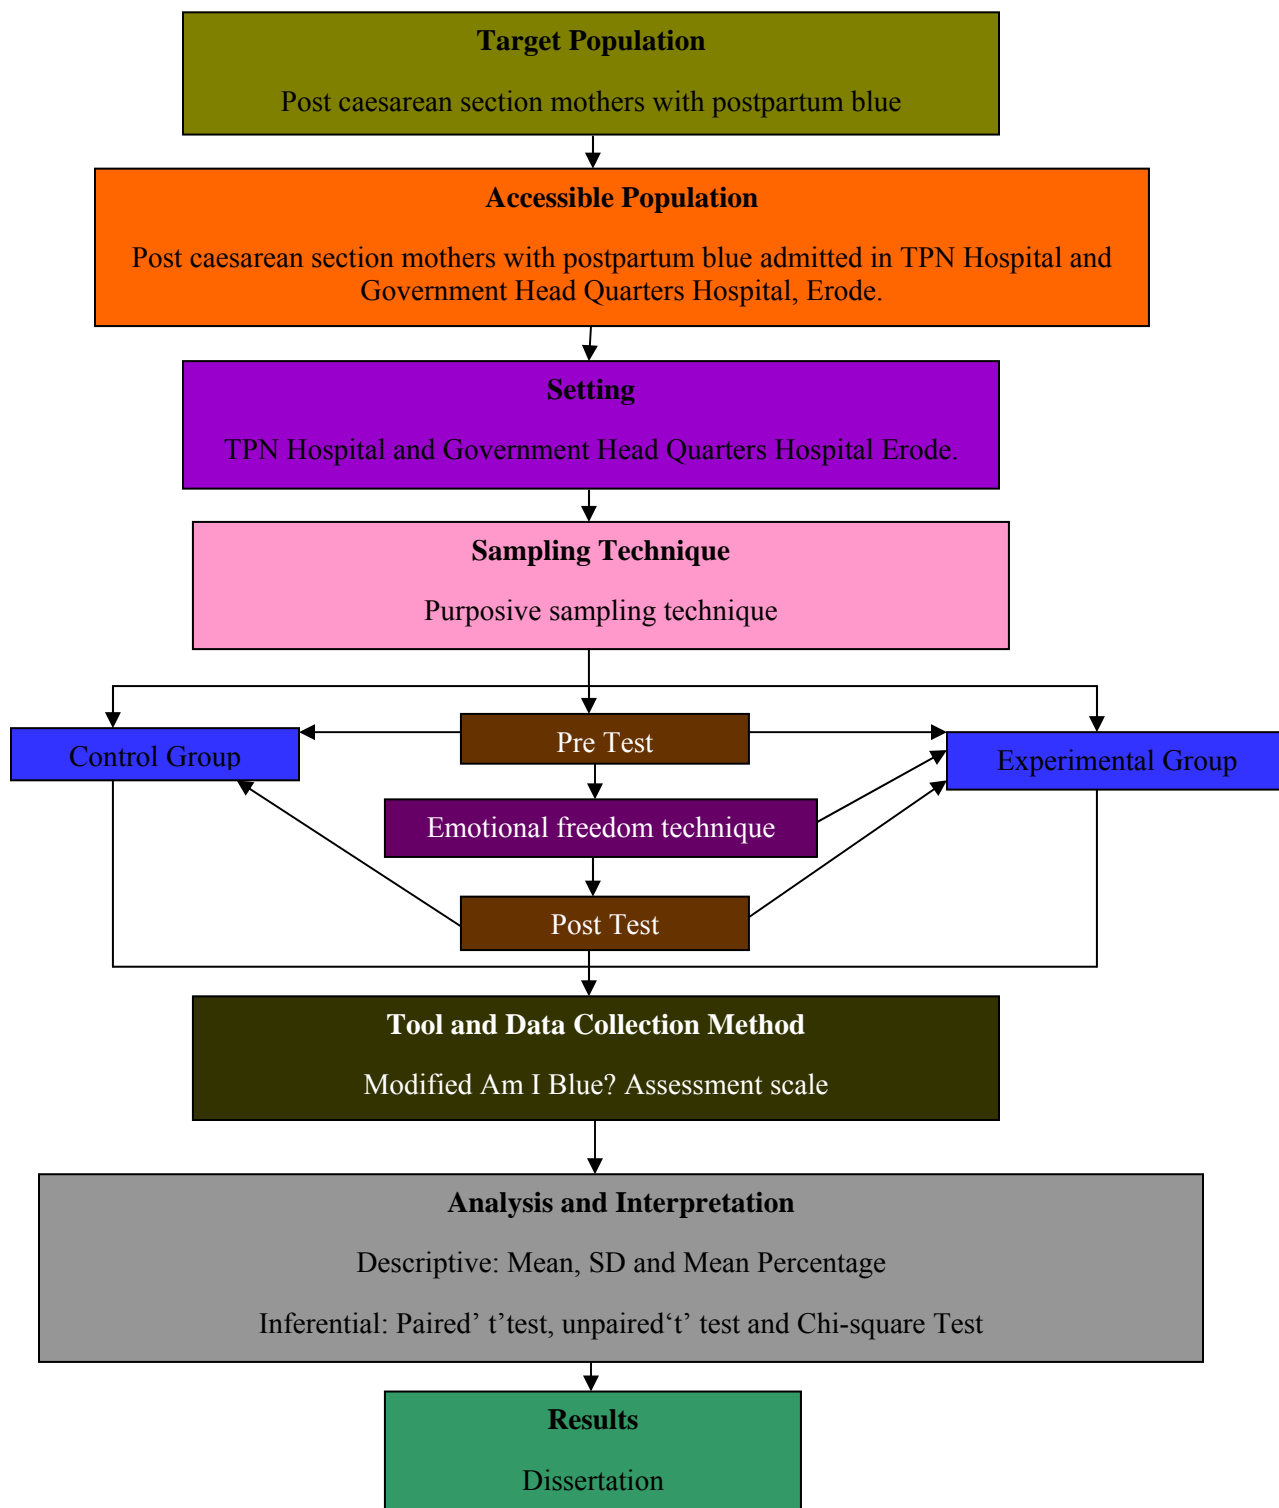 Target Population
Post caesarean section mothers with postpartum blue
Accessible Population
Post caesarean section mothers with postpartum blue admitted in TPN Hospital and
Government Head Quarters Hospital, Erode.
Setting
TPN Hospital and Government Head Quarters Hospital Erode.
Sampling Technique
Purposive sampling technique
Control Group
Pre Test
Experimental Group
Emotional freedom technique
Post Test
Tool and Data Collection Method
Modified Am I Blue? Assessment scale
Analysis and Interpretation
Descriptive: Mean, SD and Mean Percentage
Inferential: Paired’ t’test, unpaired‘t’ test and Chi-square Test
Results
Dissertation